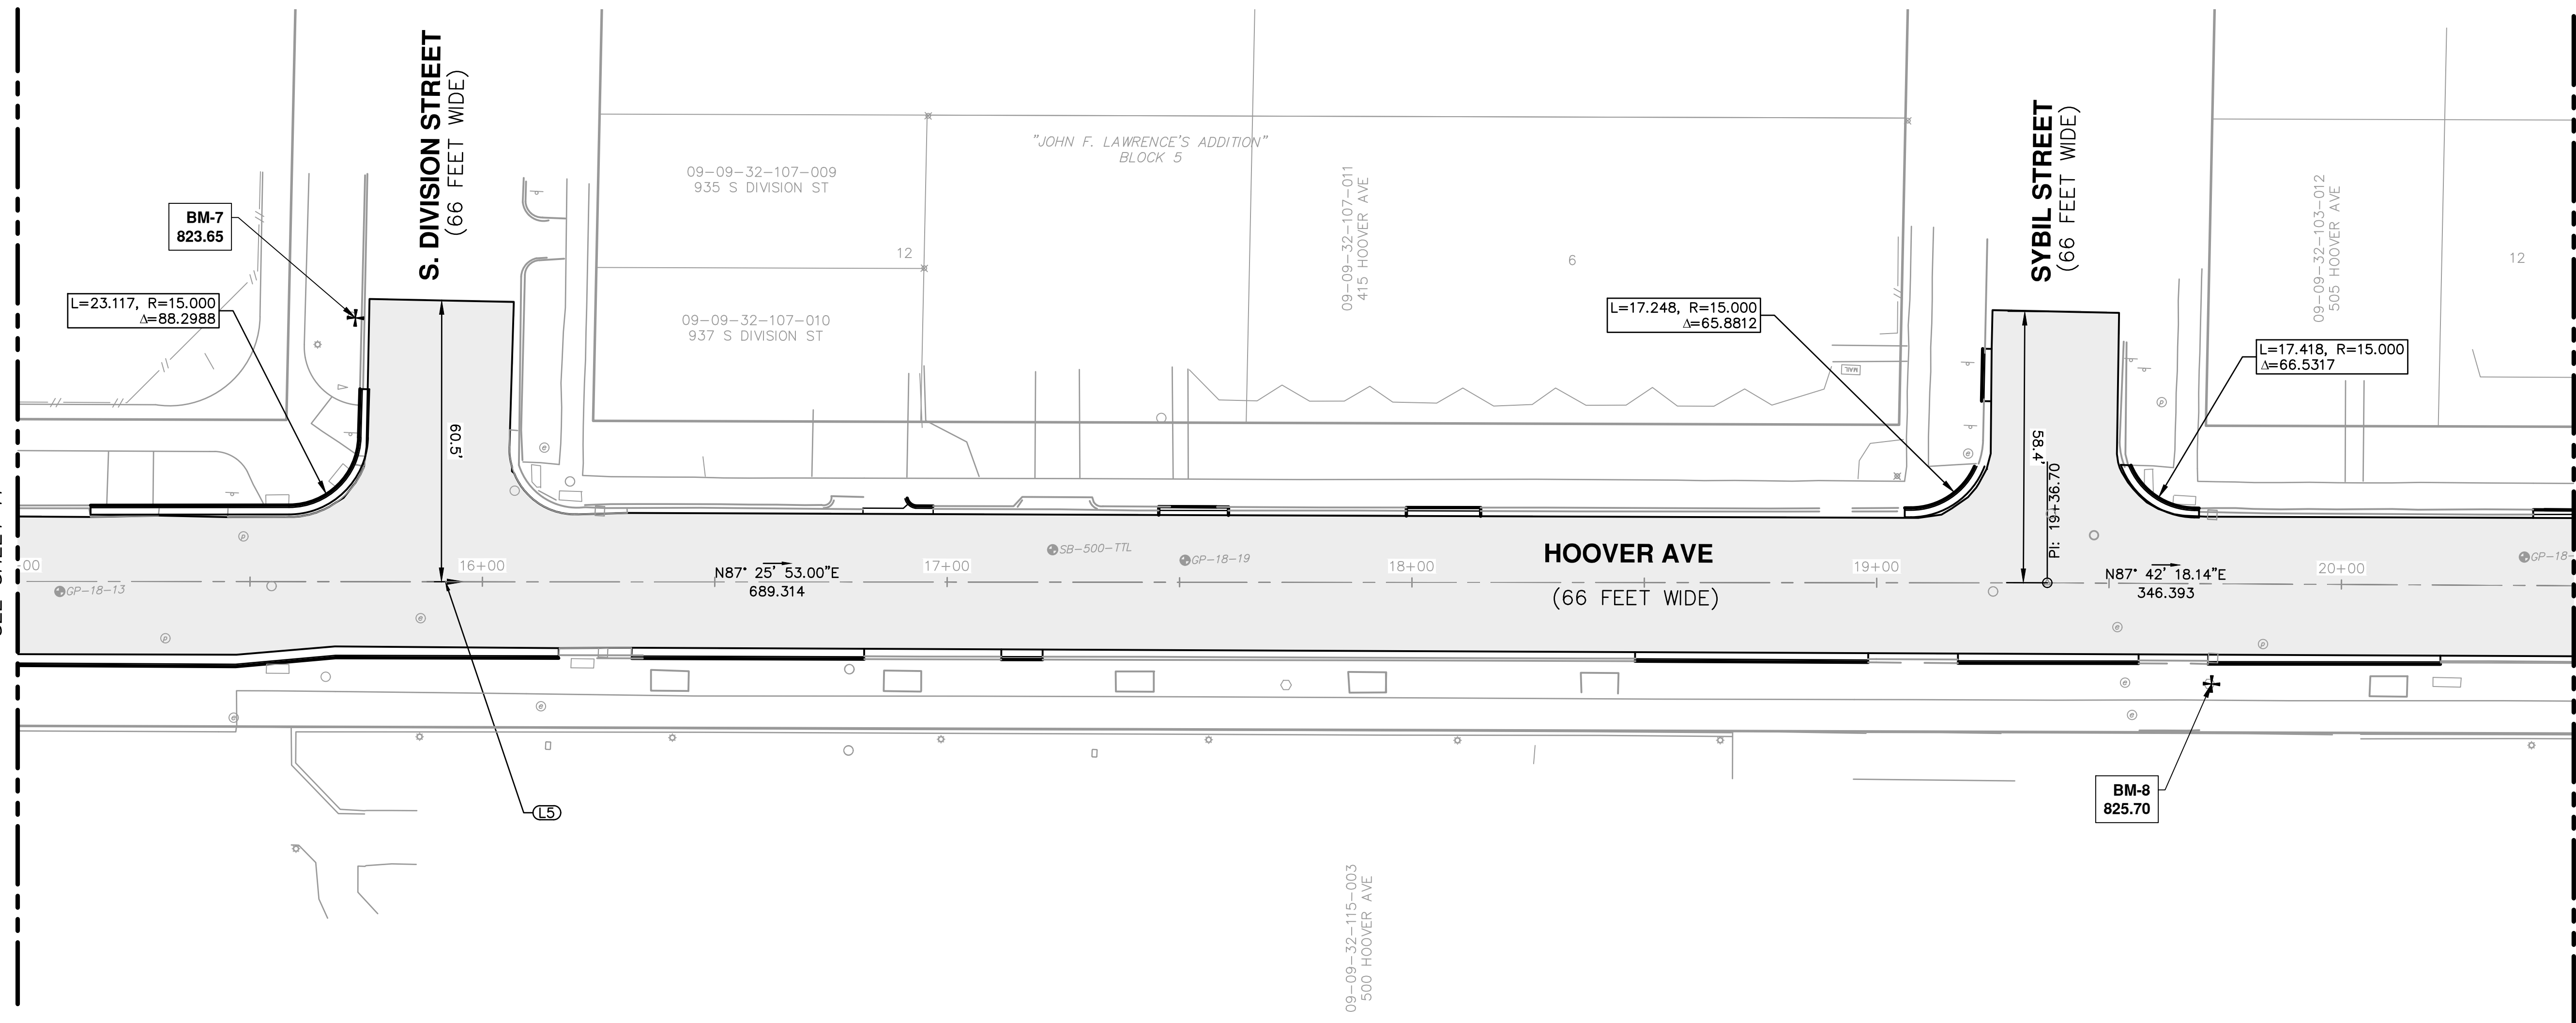 S. DIVISION STREET
(66 FEET WIDE)
SYBIL STREET
(66 FEET WIDE)
"JOHN F. LAWRENCE'S ADDITION"
BLOCK 5
09-09-32-107-009
935 S DIVISION ST
09-09-32-107-011
415 HOOVER AVE
09-09-32-103-012
505 HOOVER AVE
BM-7
823.65
12
6
12
L=23.117, R=15.000
Δ=88.2988
09-09-32-107-010
937 S DIVISION ST
L=17.248, R=15.000
Δ=65.8812
L=17.418, R=15.000
Δ=66.5317
MAIL
60.5'
58.4'
PI: 19+36.70
SB-500-TTL
GP-18-19
HOOVER AVE
(66 FEET WIDE)
GP-18-
-00
16+00
17+00
18+00
19+00
20+00
GP-18-13
N87° 25' 53.00"E
689.314
N87° 42' 18.14"E
346.393
L5
BM-8
825.70
09-09-32-115-003
500 HOOVER AVE